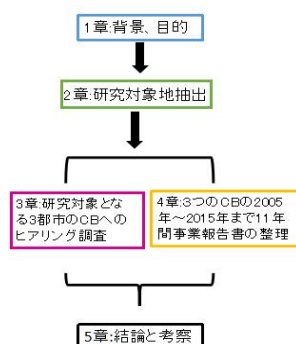 1章:背景、目的
2章:研究対象地抽出
3章:研究対象とな
る3都市のCBへの
ヒアリング調査
4章:3つのCBの2005
年～2015年まで11年
間事業報告書の整理
5章:結論と考察